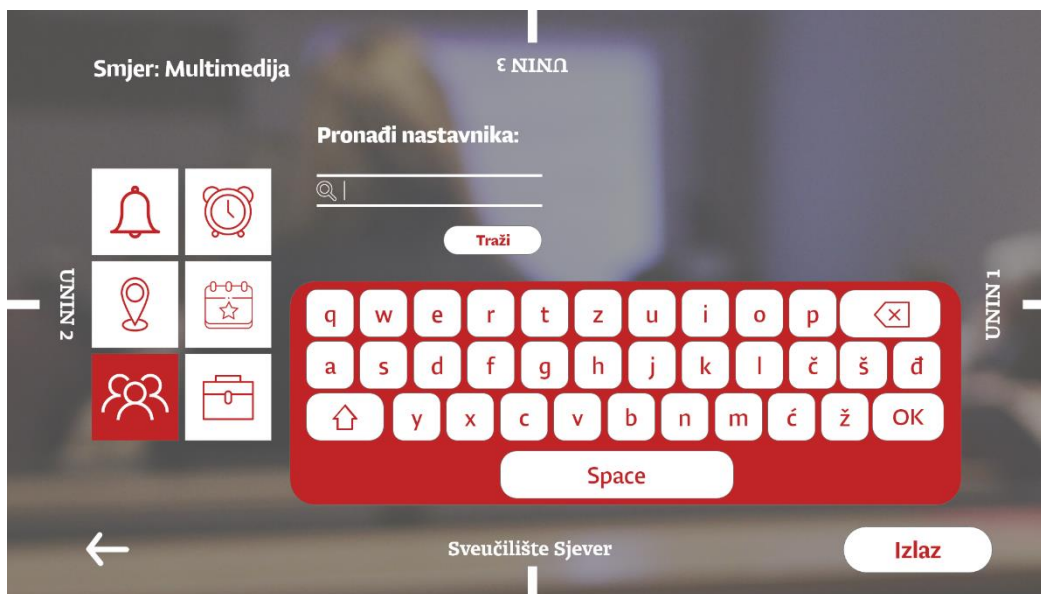 Smjer: Multimedija
UNIN 3
Pronađi nastavnika:
Traži
UNIN 2
UNIN 1
q w e r t z u i o p
a s d f g h j k l č š đ
y x c v b n m ć ž OK
Space
Sveučilište Sjever
Izlaz